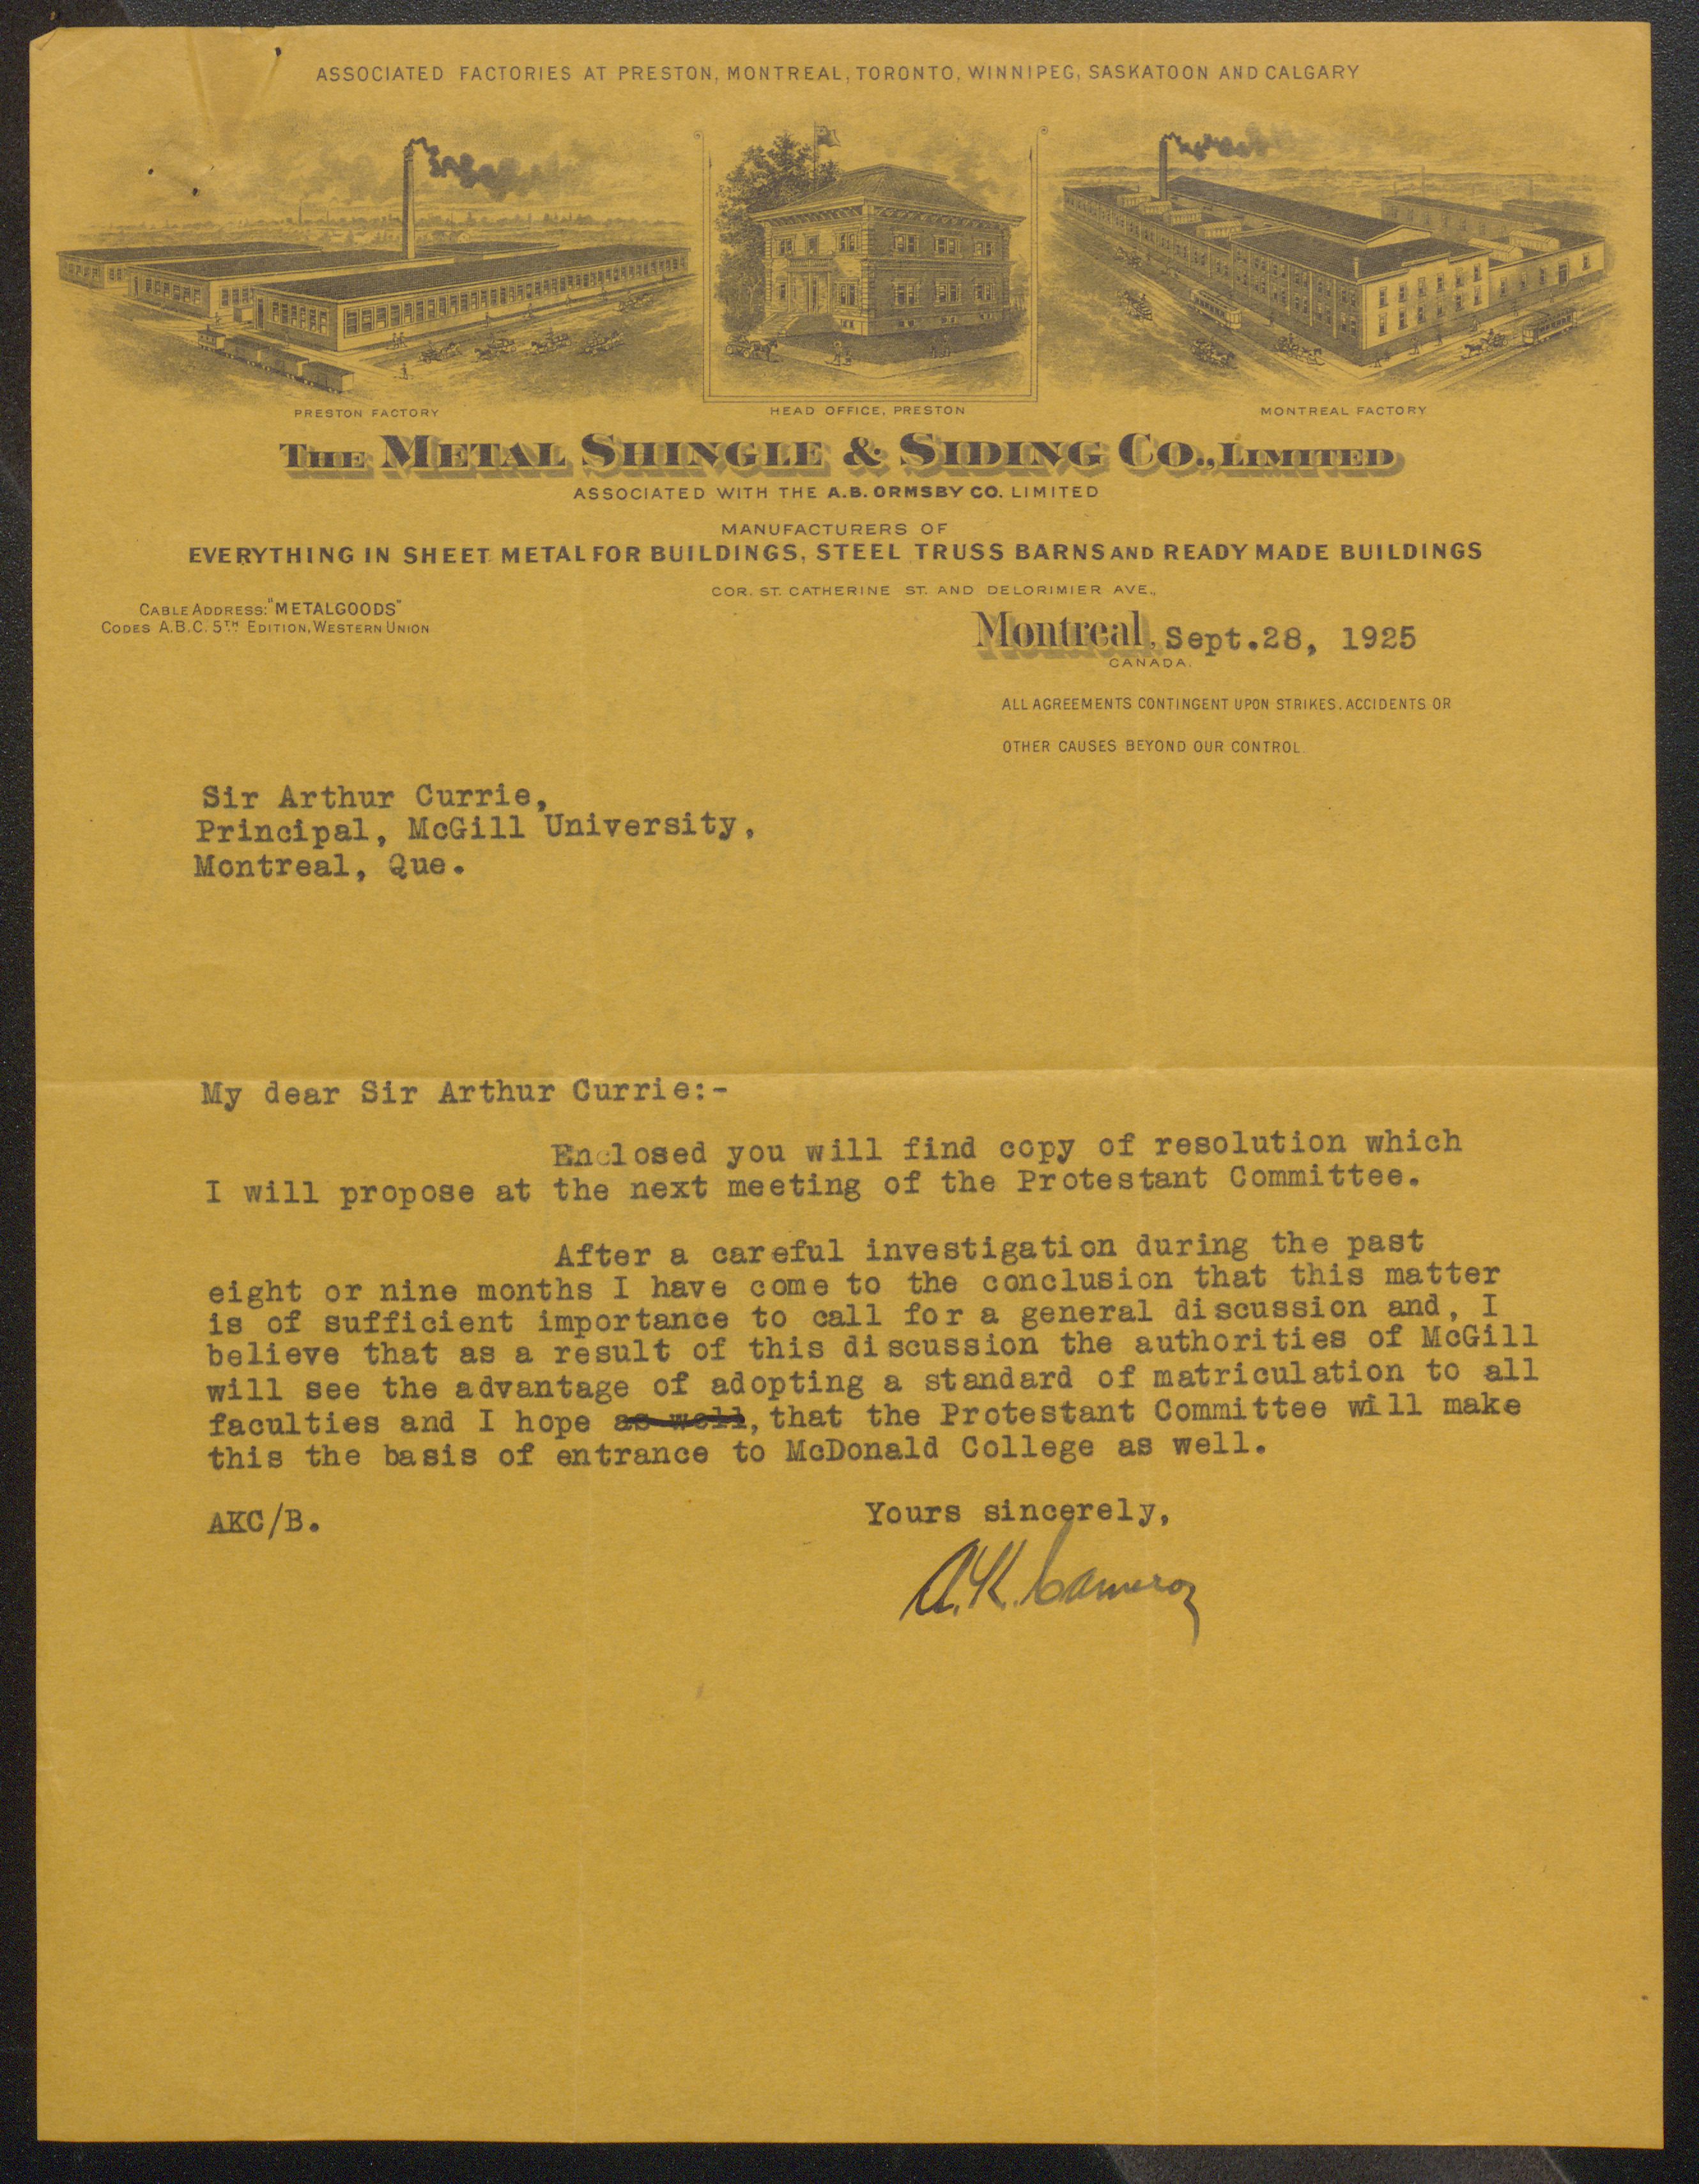 ASSOCIATED FACTORIES AT PRESTON, MONTREAL, TORONTO, WINNIPEG, SASKATOON AND CALGARY
PRESTON FACTORY
HEAD OFFICE, PRESTON
MONTREAL FACTORY
THE METAL SHINGLE & SIDING CO., LIMITED
ASSOCIATED WITH THE A.B. ORMSBY CO. LIMITED
MANUFACTURERS OF
EVERYTHING IN SHEET METAL FOR BUILDINGS, STEEL TRUSS BARNS AND READY MADE BUILDINGS
COR. ST. CATHERINE ST. AND DELORIMIER AVE.,
CABLE ADDRESS: "METALGOODS"
CODES A.B.C. 5TH EDITION, WESTERN UNION
Montreal, Sept.28, 1925
CANADA.
ALL AGREEMENTS CONTINGENT UPON STRIKES, ACCIDENTS OR
OTHER CAUSES BEYOND OUR CONTROL.
Sir Arthur Currie,
Principal, McGill University,
Montreal, Que.
My dear Sir Arthur Currie:-
Enclosed you will find copy of resolution which
I will propose at the next meeting of the Protestant Committee.
After a careful investigation during the past
eight or nine months I have come to the conclusion that this matter
is of sufficient importance to call for a general discussion and, I
believe that as a result of this discussion the authorities of McGill
will see the advantage of adopting a standard of matriculation to all
faculties and I hope as well, that the Protestant Committee will make
this the basis of entrance to McDonald College as well.
AKC/B.
Yours sincerely,
A.K. Cameron